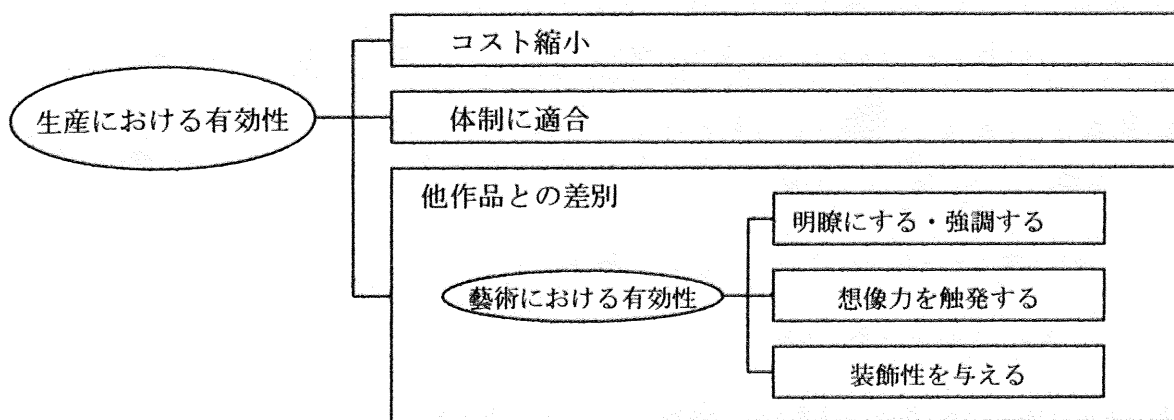 生産における有効性
コスト縮小
体制に適合
他作品との差別
藝術における有効性
明瞭にする・強調する
想像力を触発する
装飾性を与える